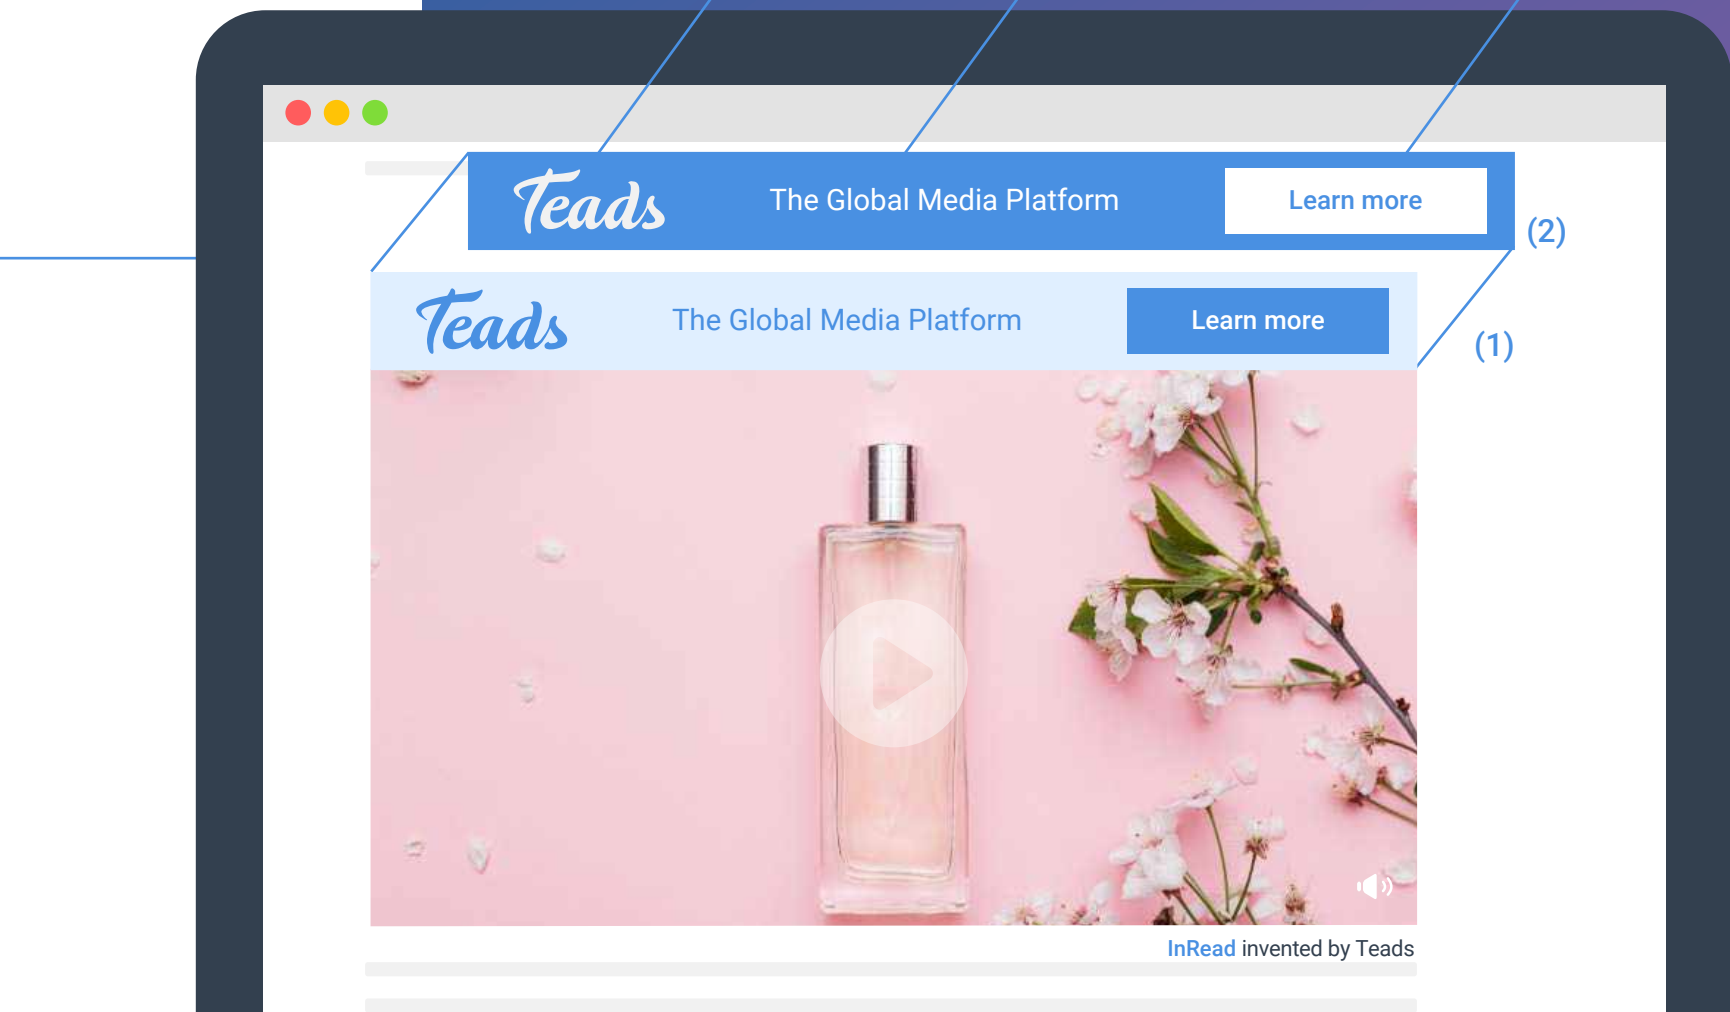 Teads The Global Media Platform Learn more
(2)
Teads The Global Media Platform Learn more
(1)
InRead invented by Teads